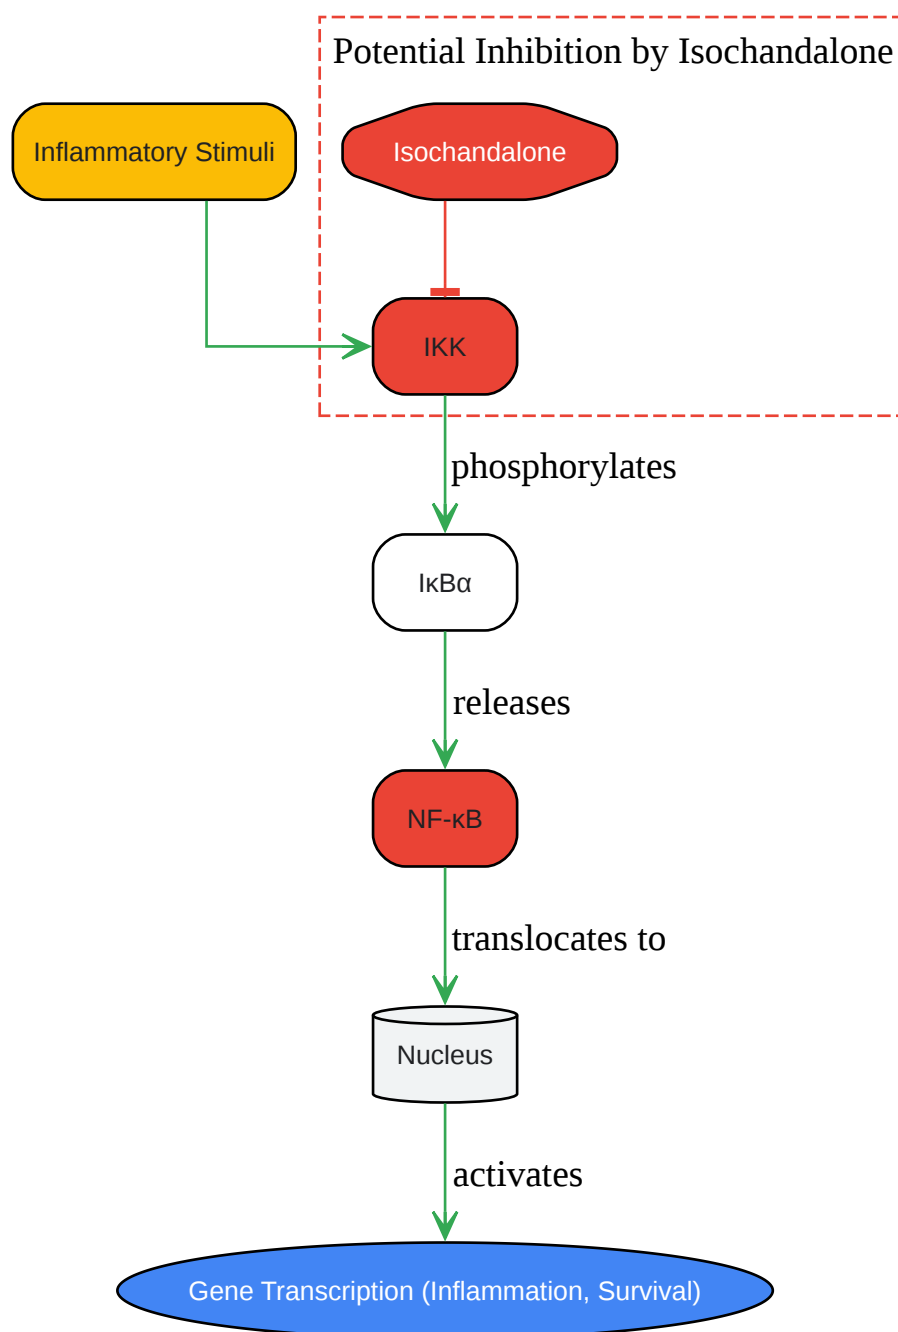 Potential Inhibition by Isochandalone
Inflammatory Stimuli
Isochandalone
IKK
phosphorylates
IκBα
releases
NF-κB
translocates to
Nucleus
activates
Gene Transcription (Inflammation, Survival)